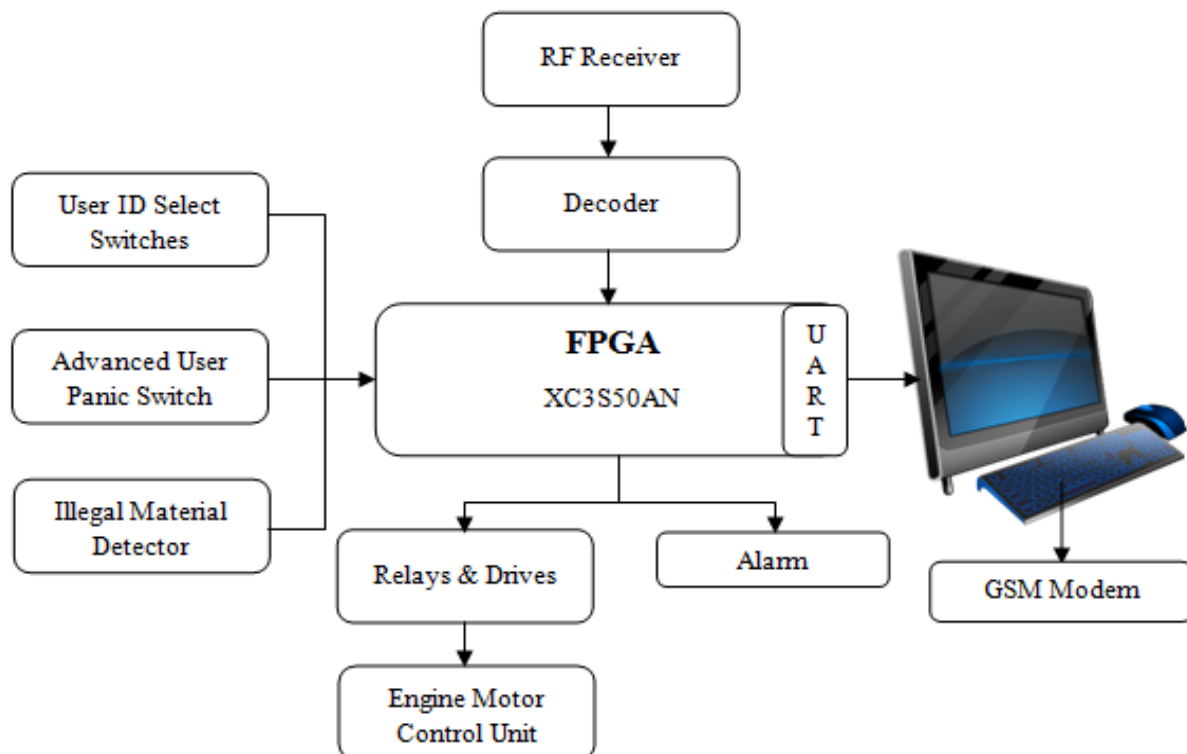 RF Receiver
Decoder
User ID Select
Switches
Advanced User
Panic Switch
Illegal Material
Detector
FPGA
XC3S50AN
U
A
R
T
Relays & Drives
Alarm
GSM Modem
Engine Motor
Control Unit